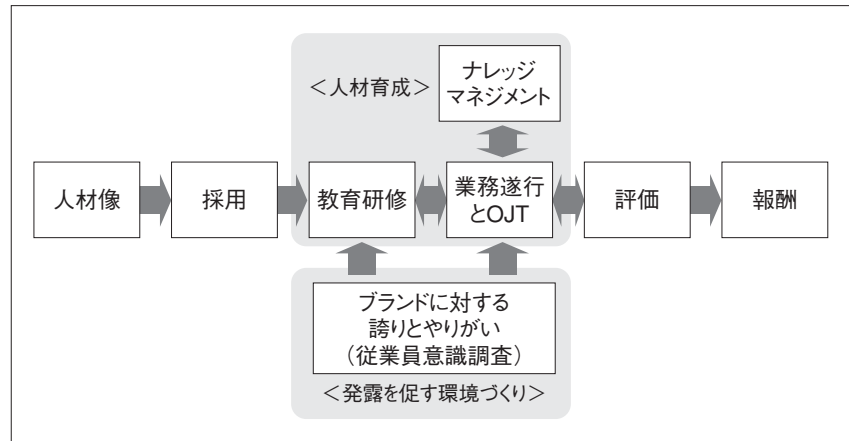 ＜人材育成＞
ナレッジ
マネジメント
人材像
採用
教育研修
業務遂行
とOJT
評価
報酬
ブランドに対する
誇りとやりがい
（従業員意識調査）
＜発露を促す環境づくり＞